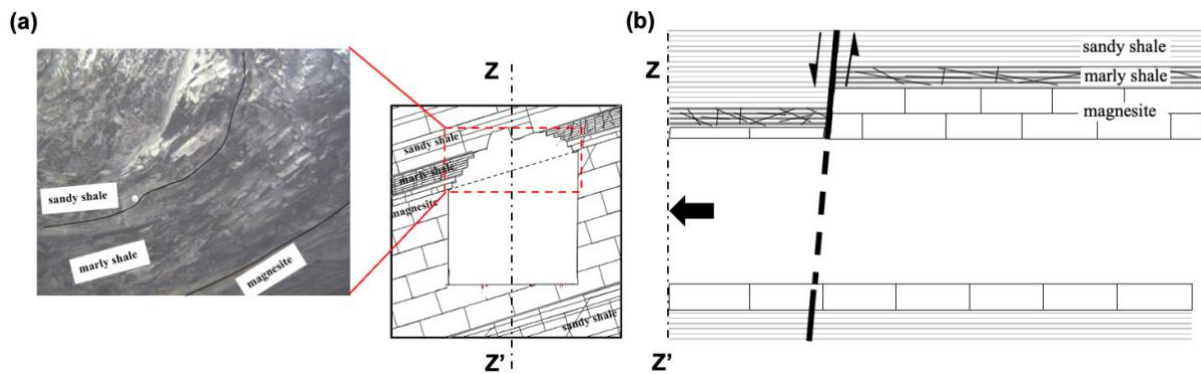 (a)
sandy shale
marly shale
magnesite
Z
sandy shale
marly shale
magnesite
sandy shale
Z'
(b)
Z
sandy shale
marly shale
magnesite
Z'